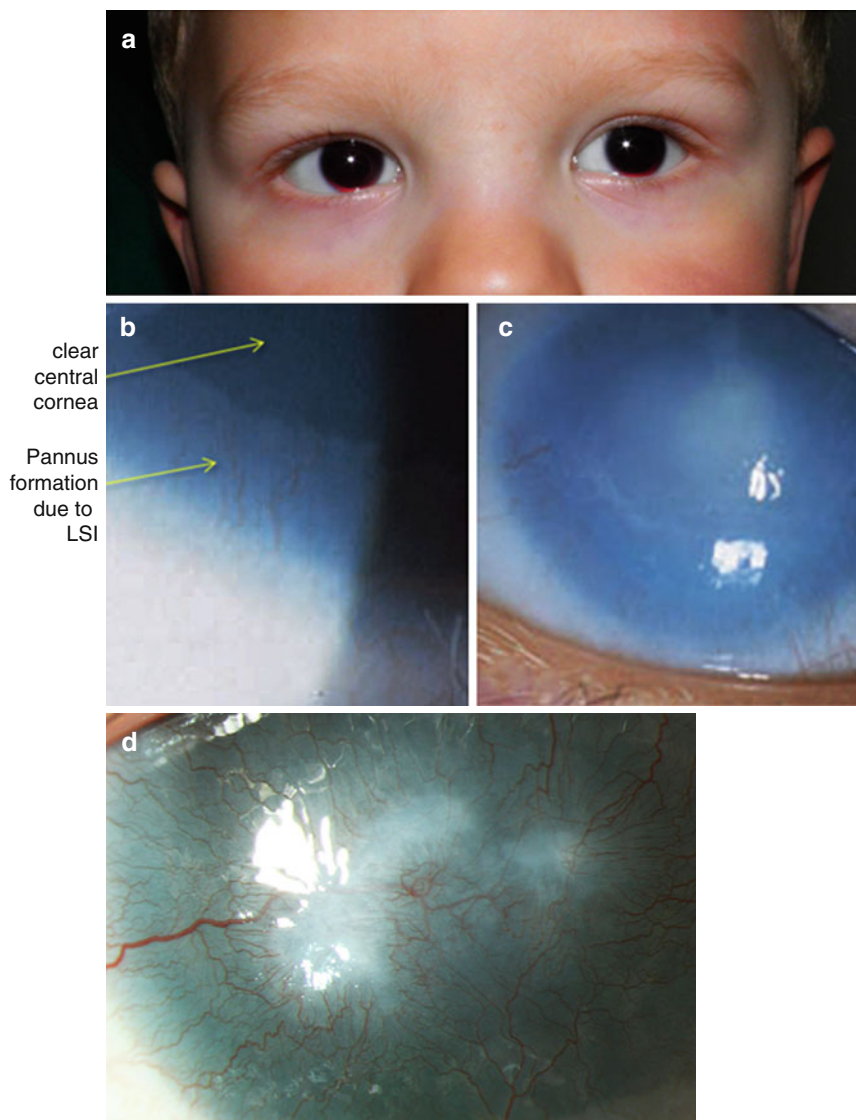 a
b
c
clear
central
cornea
Pannus
formation
due to
LSI
d